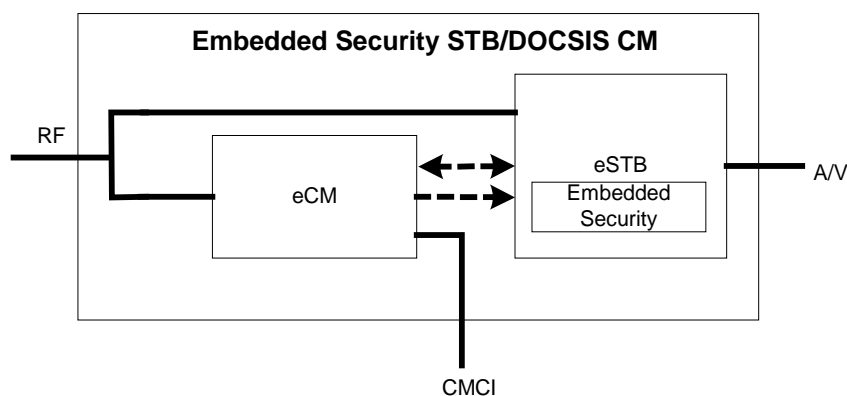 Embedded Security STB/DOCSIS CM
RF
eCM
eSTB
Embedded
Security
A/V
CMCI